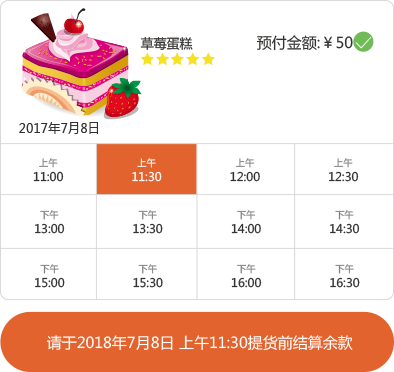 草莓蛋糕
预付金额:￥50
2017年7月8日
上午 上午 上午 上午
11:00 11:30 12:00 12:30
下午 下午 下午 下午
13:00 13:30 14:00 14:30
下午 下午 下午 下午
15:00 15:30 16:00 16:30
请于2018年7月8日 上午11:30提货前结算余款